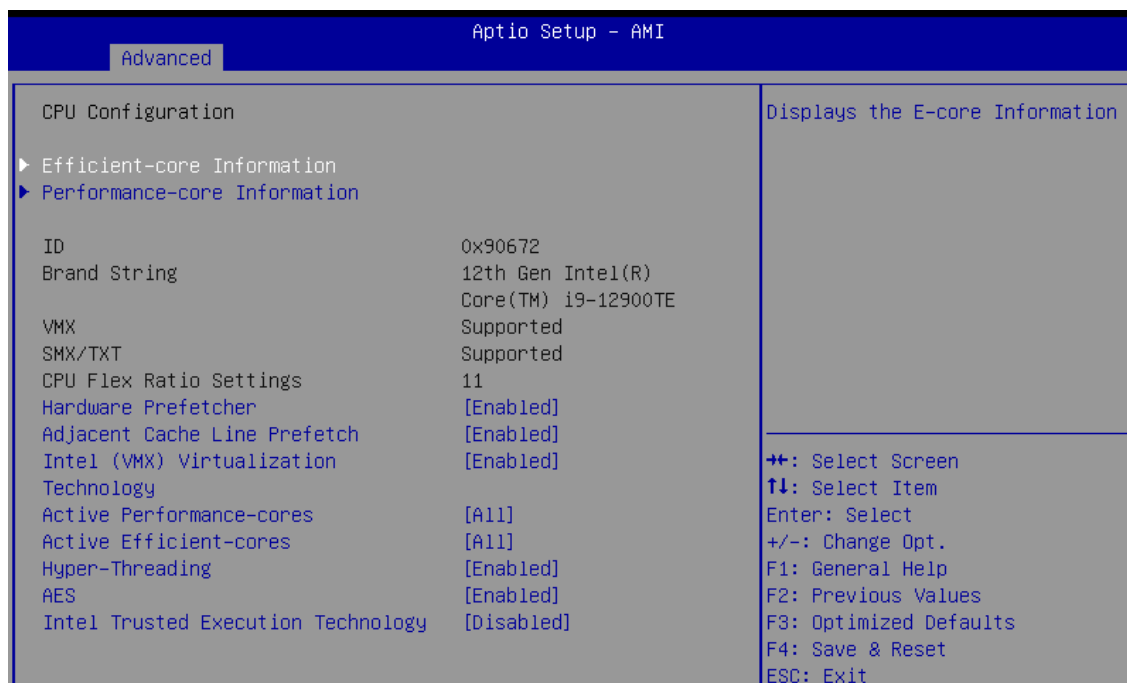 Aptio Setup - AMI
Advanced
CPU Configuration
Efficient-core Information
Performance-core Information
ID 0x90672
Brand String 12th Gen Intel(R)
Core(TM) i9-12900TE
VMX Supported
SMX/TXT Supported
CPU Flex Ratio Settings 11
Hardware Prefetcher [Enabled]
Adjacent Cache Line Prefetch [Enabled]
Intel (VMX) Virtualization [Enabled]
Technology
Active Performance-cores [All]
Active Efficient-cores [All]
Hyper-Threading [Enabled]
AES [Enabled]
Intel Trusted Execution Technology [Disabled]
Displays the E-core Information
→←: Select Screen
↑↓: Select Item
Enter: Select
+/-: Change Opt.
F1: General Help
F2: Previous Values
F3: Optimized Defaults
F4: Save & Reset
ESC: Exit